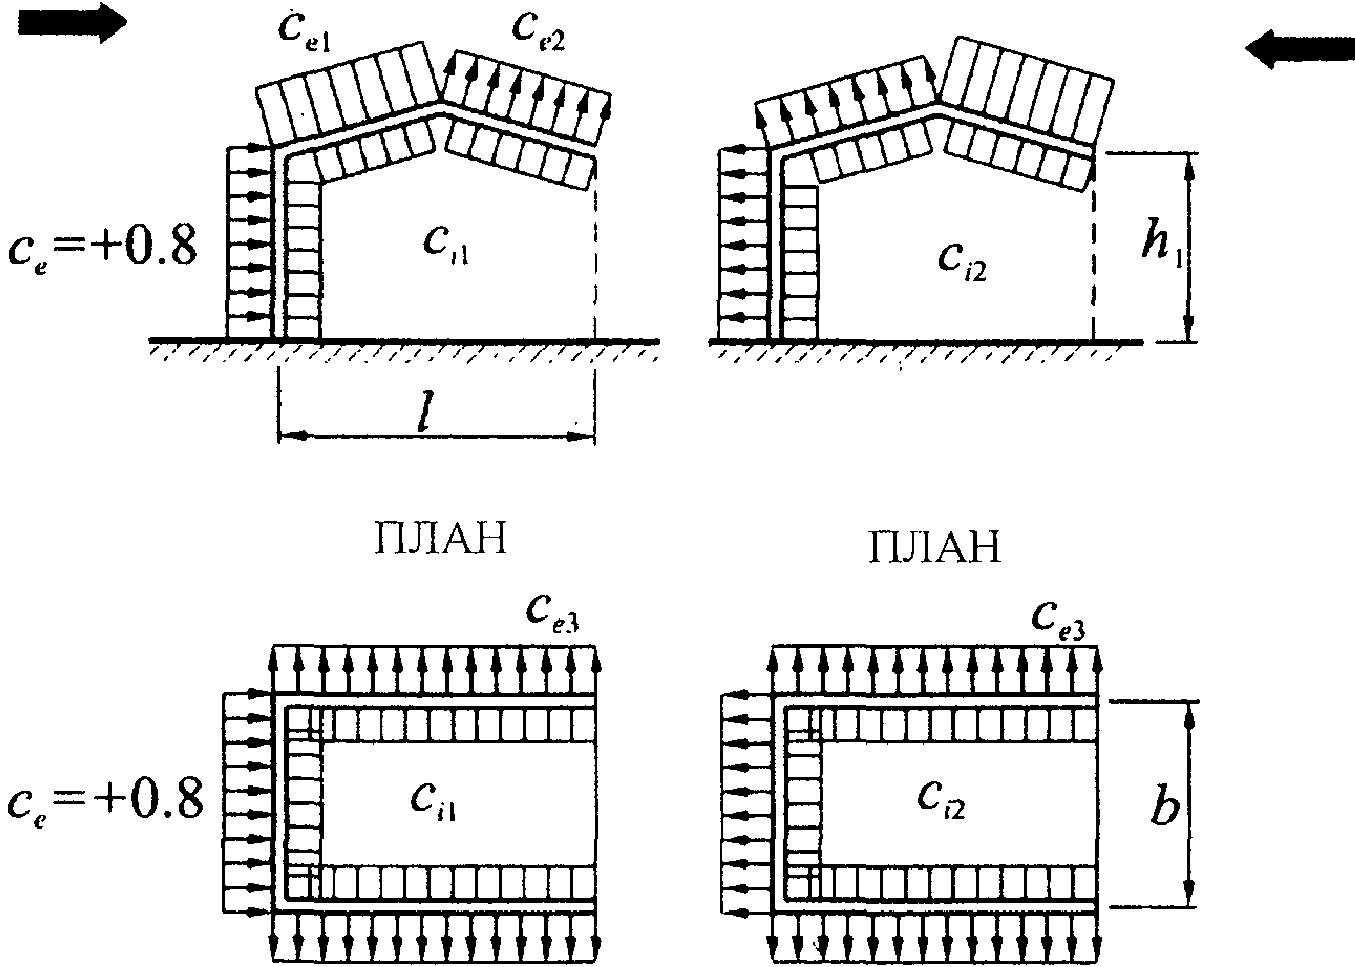 c_e1 c_e2
c_e=+0.8 c_i1 c_i2 h_1
l
ПЛАН ПЛАН
c_e3 c_e3
c_e=+0.8 c_i1 c_i2 b